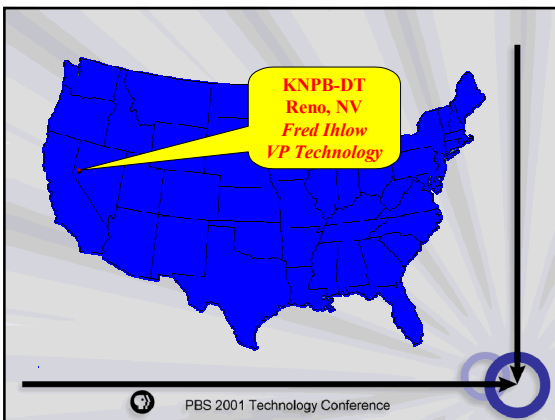 KNPB-DT
Reno, NV
Fred Ihlow
VP Technology
PBS 2001 Technology Conference